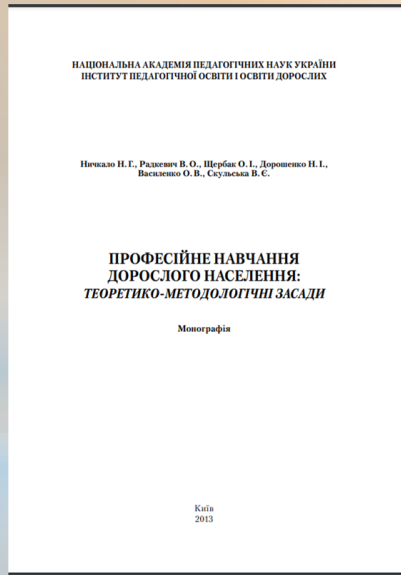 НАЦІОНАЛЬНА АКАДЕМІЯ ПЕДАГОГІЧНИХ НАУК УКРАЇНИ
ІНСТИТУТ ПЕДАГОГІЧНОЇ ОСВІТИ І ОСВІТИ ДОРОСЛИХ
Ничкало Н. Г., Радкевич В. О., Щербак О. І., Дорошенко Н. І.,
Василенко О. В., Скульська В. Є.
ПРОФЕСІЙНЕ НАВЧАННЯ
ДОРОСЛОГО НАСЕЛЕННЯ:
ТЕОРЕТИКО-МЕТОДОЛОГІЧНІ ЗАСАДИ
Монографія
Київ
2013